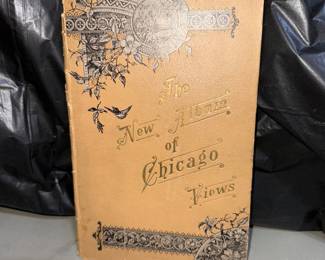 The
New Album
of
Chicago
Views